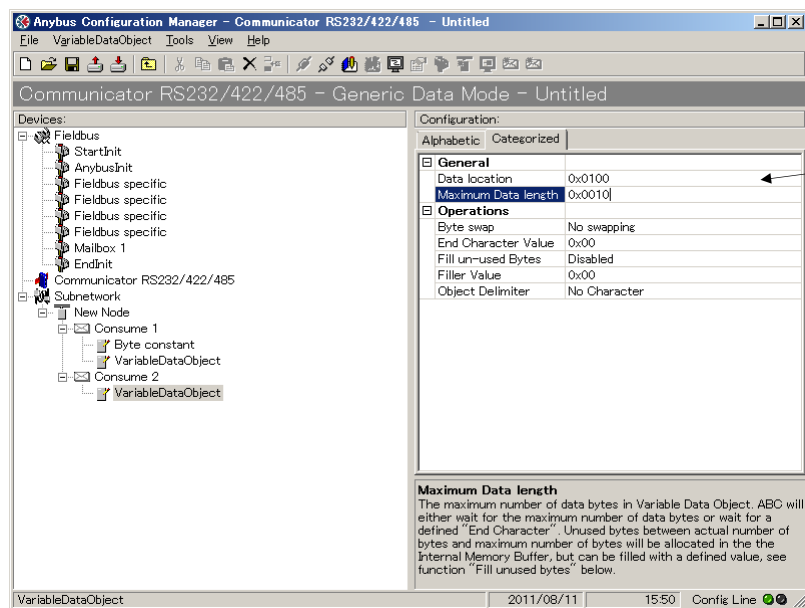 Anybus Configuration Manager - Communicator RS232/422/485 - Untitled
File VariableDataObject Tools View Help
Communicator RS232/422/485 - Generic Data Mode - Untitled
Devices:
Fieldbus
StartInit
AnybusInit
Fieldbus specific
Fieldbus specific
Fieldbus specific
Fieldbus specific
Mailbox 1
EndInit
Communicator RS232/422/485
Subnetwork
New Node
Consume 1
Byte constant
VariableDataObject
Consume 2
VariableDataObject
Configuration:
Alphabetic Categorized
General
Data location 0x0100
Maximum Data length 0x0010
Operations
Byte swap No swapping
End Character Value 0x00
Fill un-used Bytes Disabled
Filler Value 0x00
Object Delimiter No Character
Maximum Data length
The maximum number of data bytes in Variable Data Object. ABC will
either wait for the maximum number of data bytes or wait for a
defined "End Character". Unused bytes between actual number of
bytes and maximum number of bytes will be allocated in the the
Internal Memory Buffer, but can be filled with a defined value, see
function "Fill unused bytes" below.
VariableDataObject 2011/08/11 15:50 Config Line